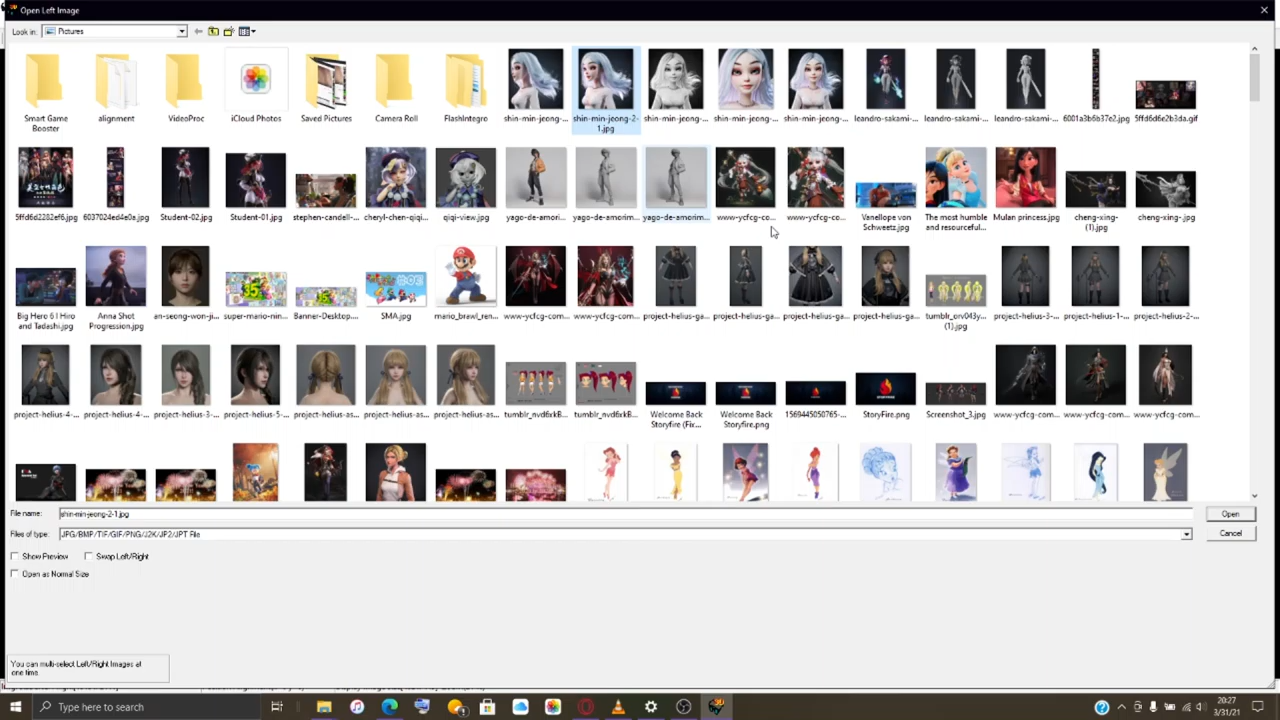 Open Left Image
Look in: Pictures
Smart Game
Booster
alignment
VideoProc
iCloud Photos
Saved Pictures
Camera Roll
FlashIntegro
shin-min-jeong-...
shin-min-jeong-2-
1.jpg
shin-min-jeong-...
shin-min-jeong-...
shin-min-jeong-...
leandro-sakami-...
leandro-sakami-...
leandro-sakami-...
6001a3b6b37e2.jpg
5ffd6d6e2b3da.gif
5ffd6d2282ef6.jpg
6037024ed4e0a.jpg
Student-02.jpg
Student-01.jpg
stephen-candell-...
cheryl-chen-qiqi...
qiqi-view.jpg
yago-de-amori...
yago-de-amorim...
yago-de-amorim...
www-ycfcg-co...
www-ycfcg-co...
Vanellope von
Schweetz.jpg
The most humble
and resourceful...
Mulan princess.jpg
cheng-xing-
(1).jpg
cheng-xing-.jpg
Big Hero 6 I Hiro
and Tadashi.jpg
Anna Shot
Progression.jpg
an-seong-won-ji...
super-mario-nin...
Banner-Desktop...
SMA.jpg
mario_brawl_ren...
www-ycfcg-com...
www-ycfcg-com...
project-helius-ga...
project-helius-ga...
project-helius-ga...
project-helius-ga...
tumblr_orv043y...
(1).jpg
project-helius-3-...
project-helius-1-...
project-helius-2-...
project-helius-4-...
project-helius-4-...
project-helius-3-...
project-helius-5-...
project-helius-as...
project-helius-as...
project-helius-as...
tumblr_nvd6xkB...
tumblr_nvd6xkB...
Welcome Back
Storyfire (Fix...
Welcome Back
Storyfire.png
1569445050765-...
StoryFire.png
Screenshot_3.jpg
www-ycfcg-com...
www-ycfcg-com...
www-ycfcg-com...
File name: shin-min-jeong-2-1.jpg
Open
Files of type: JPG/BMP/TIF/GIF/PNG/J2K/JP2/JPT File
Cancel
Show Preview
Swap Left/Right
Open as Normal Size
You can multi-select Left/Right Images at
one time.
Type here to search
20:27
3/31/21